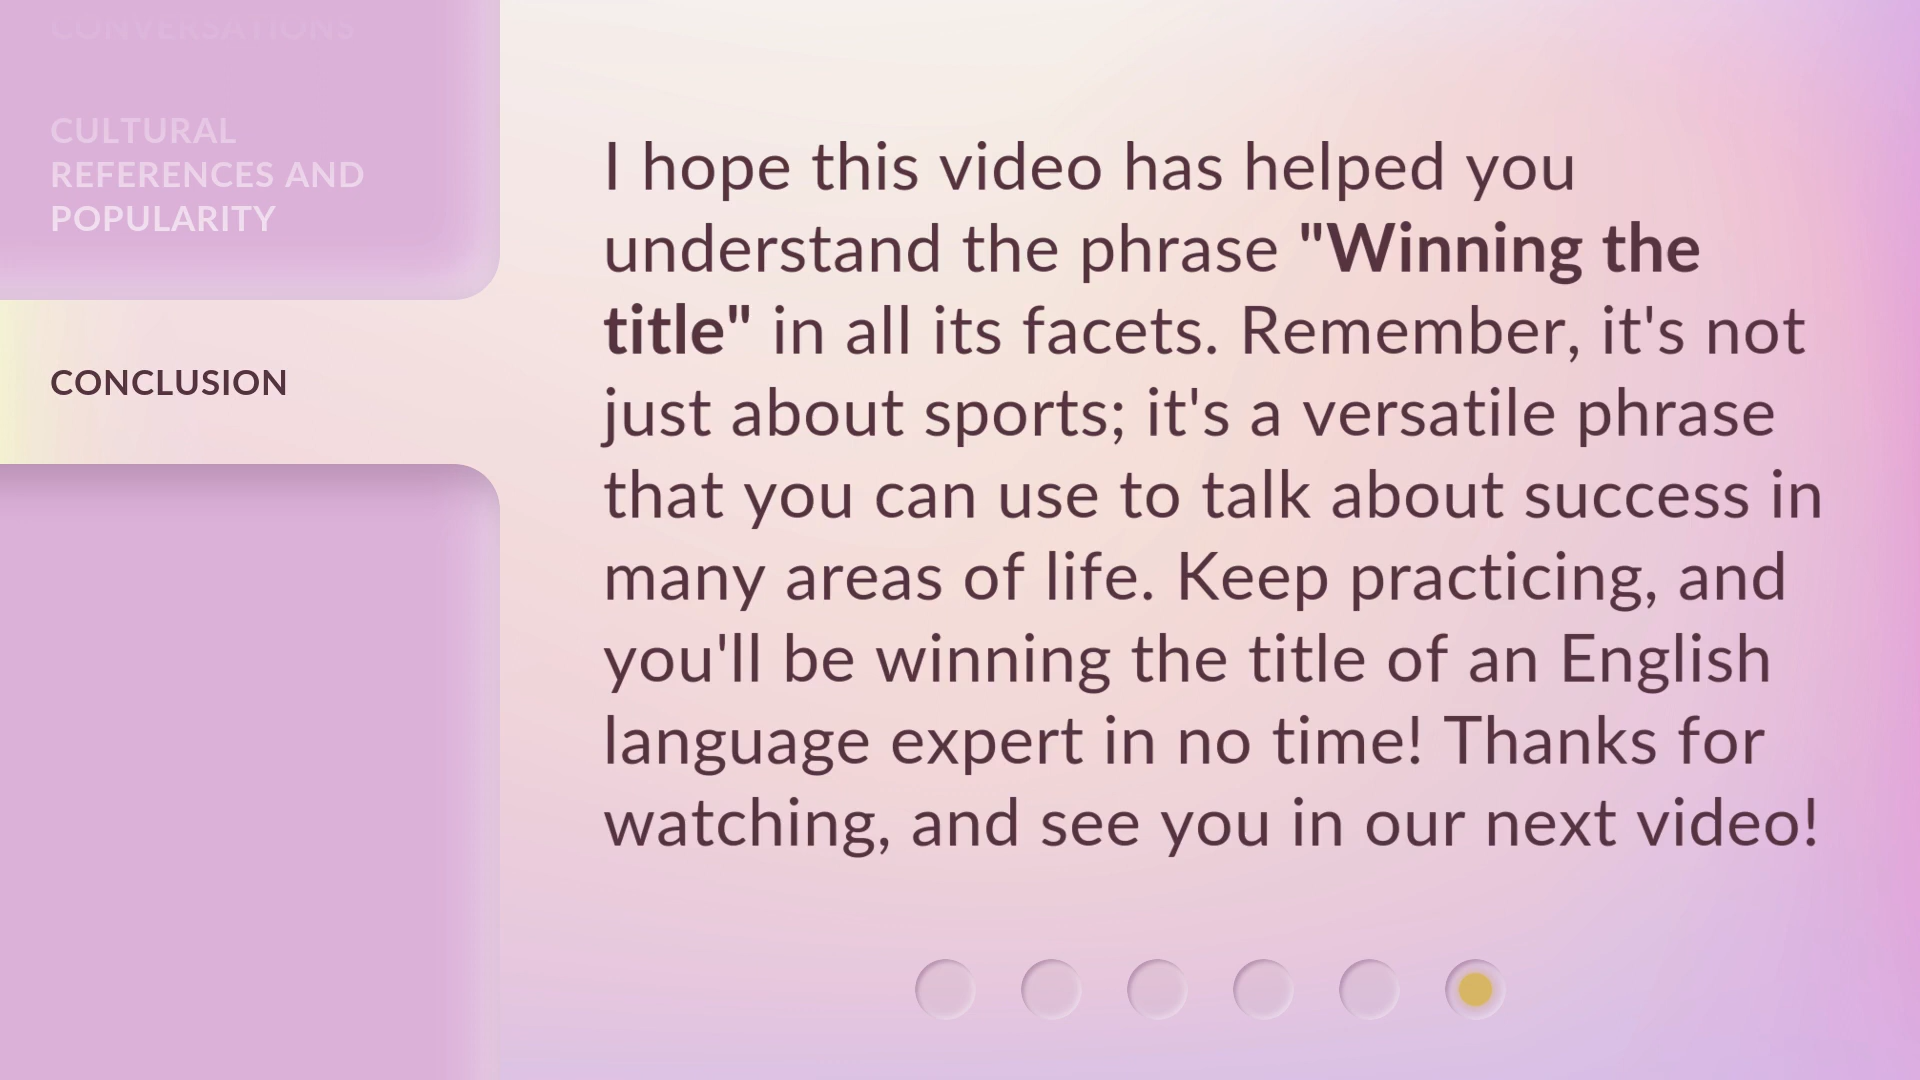 CONVERSATIONS
CULTURAL
REFERENCES AND
POPULARITY
CONCLUSION
I hope this video has helped you
understand the phrase "Winning the
title" in all its facets. Remember, it's not
just about sports; it's a versatile phrase
that you can use to talk about success in
many areas of life. Keep practicing, and
you'll be winning the title of an English
language expert in no time! Thanks for
watching, and see you in our next video!